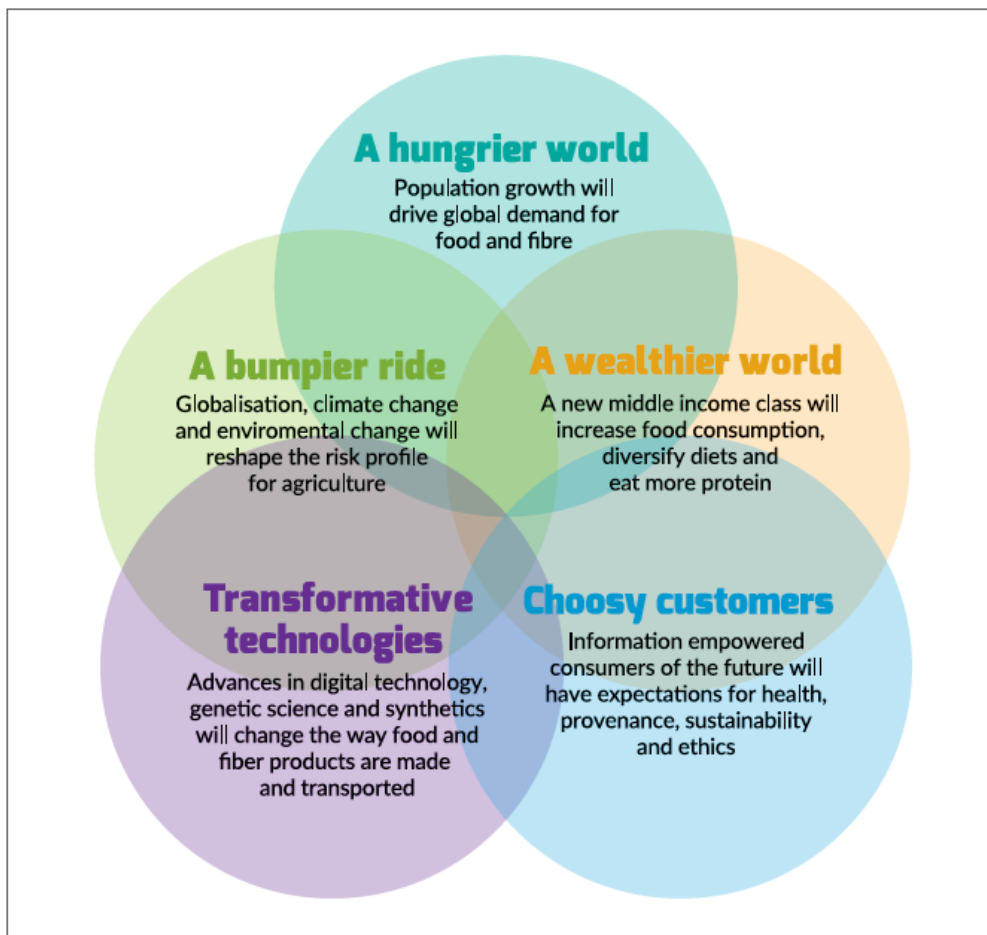 A hungrier world
Population growth will
drive global demand for
food and fibre
A bumpier ride
Globalisation, climate change
and enviromental change will
reshape the risk profile
for agriculture
A wealthier world
A new middle income class will
increase food consumption,
diversify diets and
eat more protein
Transformative
technologies
Advances in digital technology,
genetic science and synthetics
will change the way food and
fiber products are made
and transported
Choosy customers
Information empowered
consumers of the future will
have expectations for health,
provenance, sustainability
and ethics